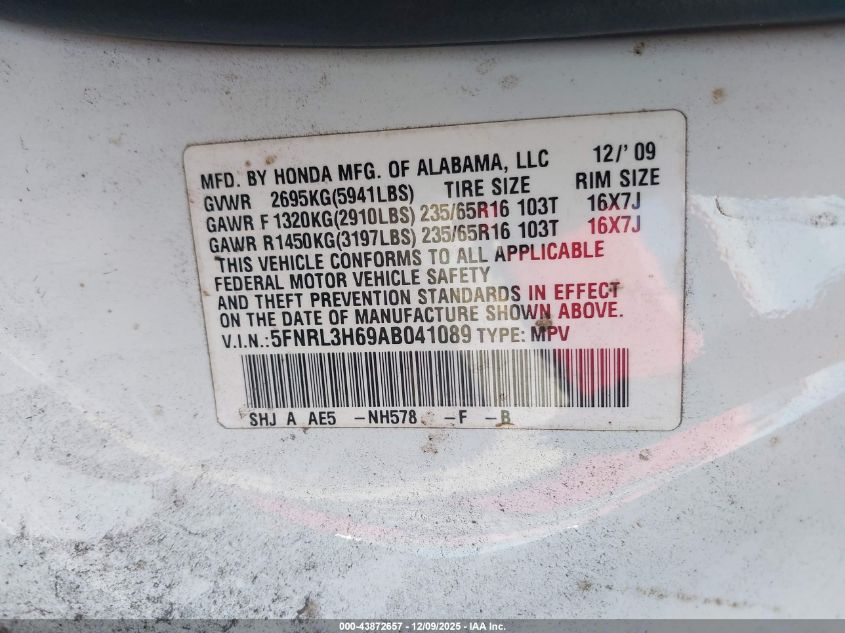 MFD. BY HONDA MFG. OF ALABAMA, LLC 12/' 09
GVWR 2695KG(5941LBS) TIRE SIZE RIM SIZE
GAWR F 1320KG(2910LBS) 235/65R16 103T 16X7J
GAWR R1450KG(3197LBS) 235/65R16 103T 16X7J
THIS VEHICLE CONFORMS TO ALL APPLICABLE
FEDERAL MOTOR VEHICLE SAFETY
AND THEFT PREVENTION STANDARDS IN EFFECT
ON THE DATE OF MANUFACTURE SHOWN ABOVE.
V.I.N.:5FNRL3H69AB041089 TYPE: MPV
SHJ A AE5 -NH578 -F -B
000-43872657 - 12/09/2025 - IAA Inc.